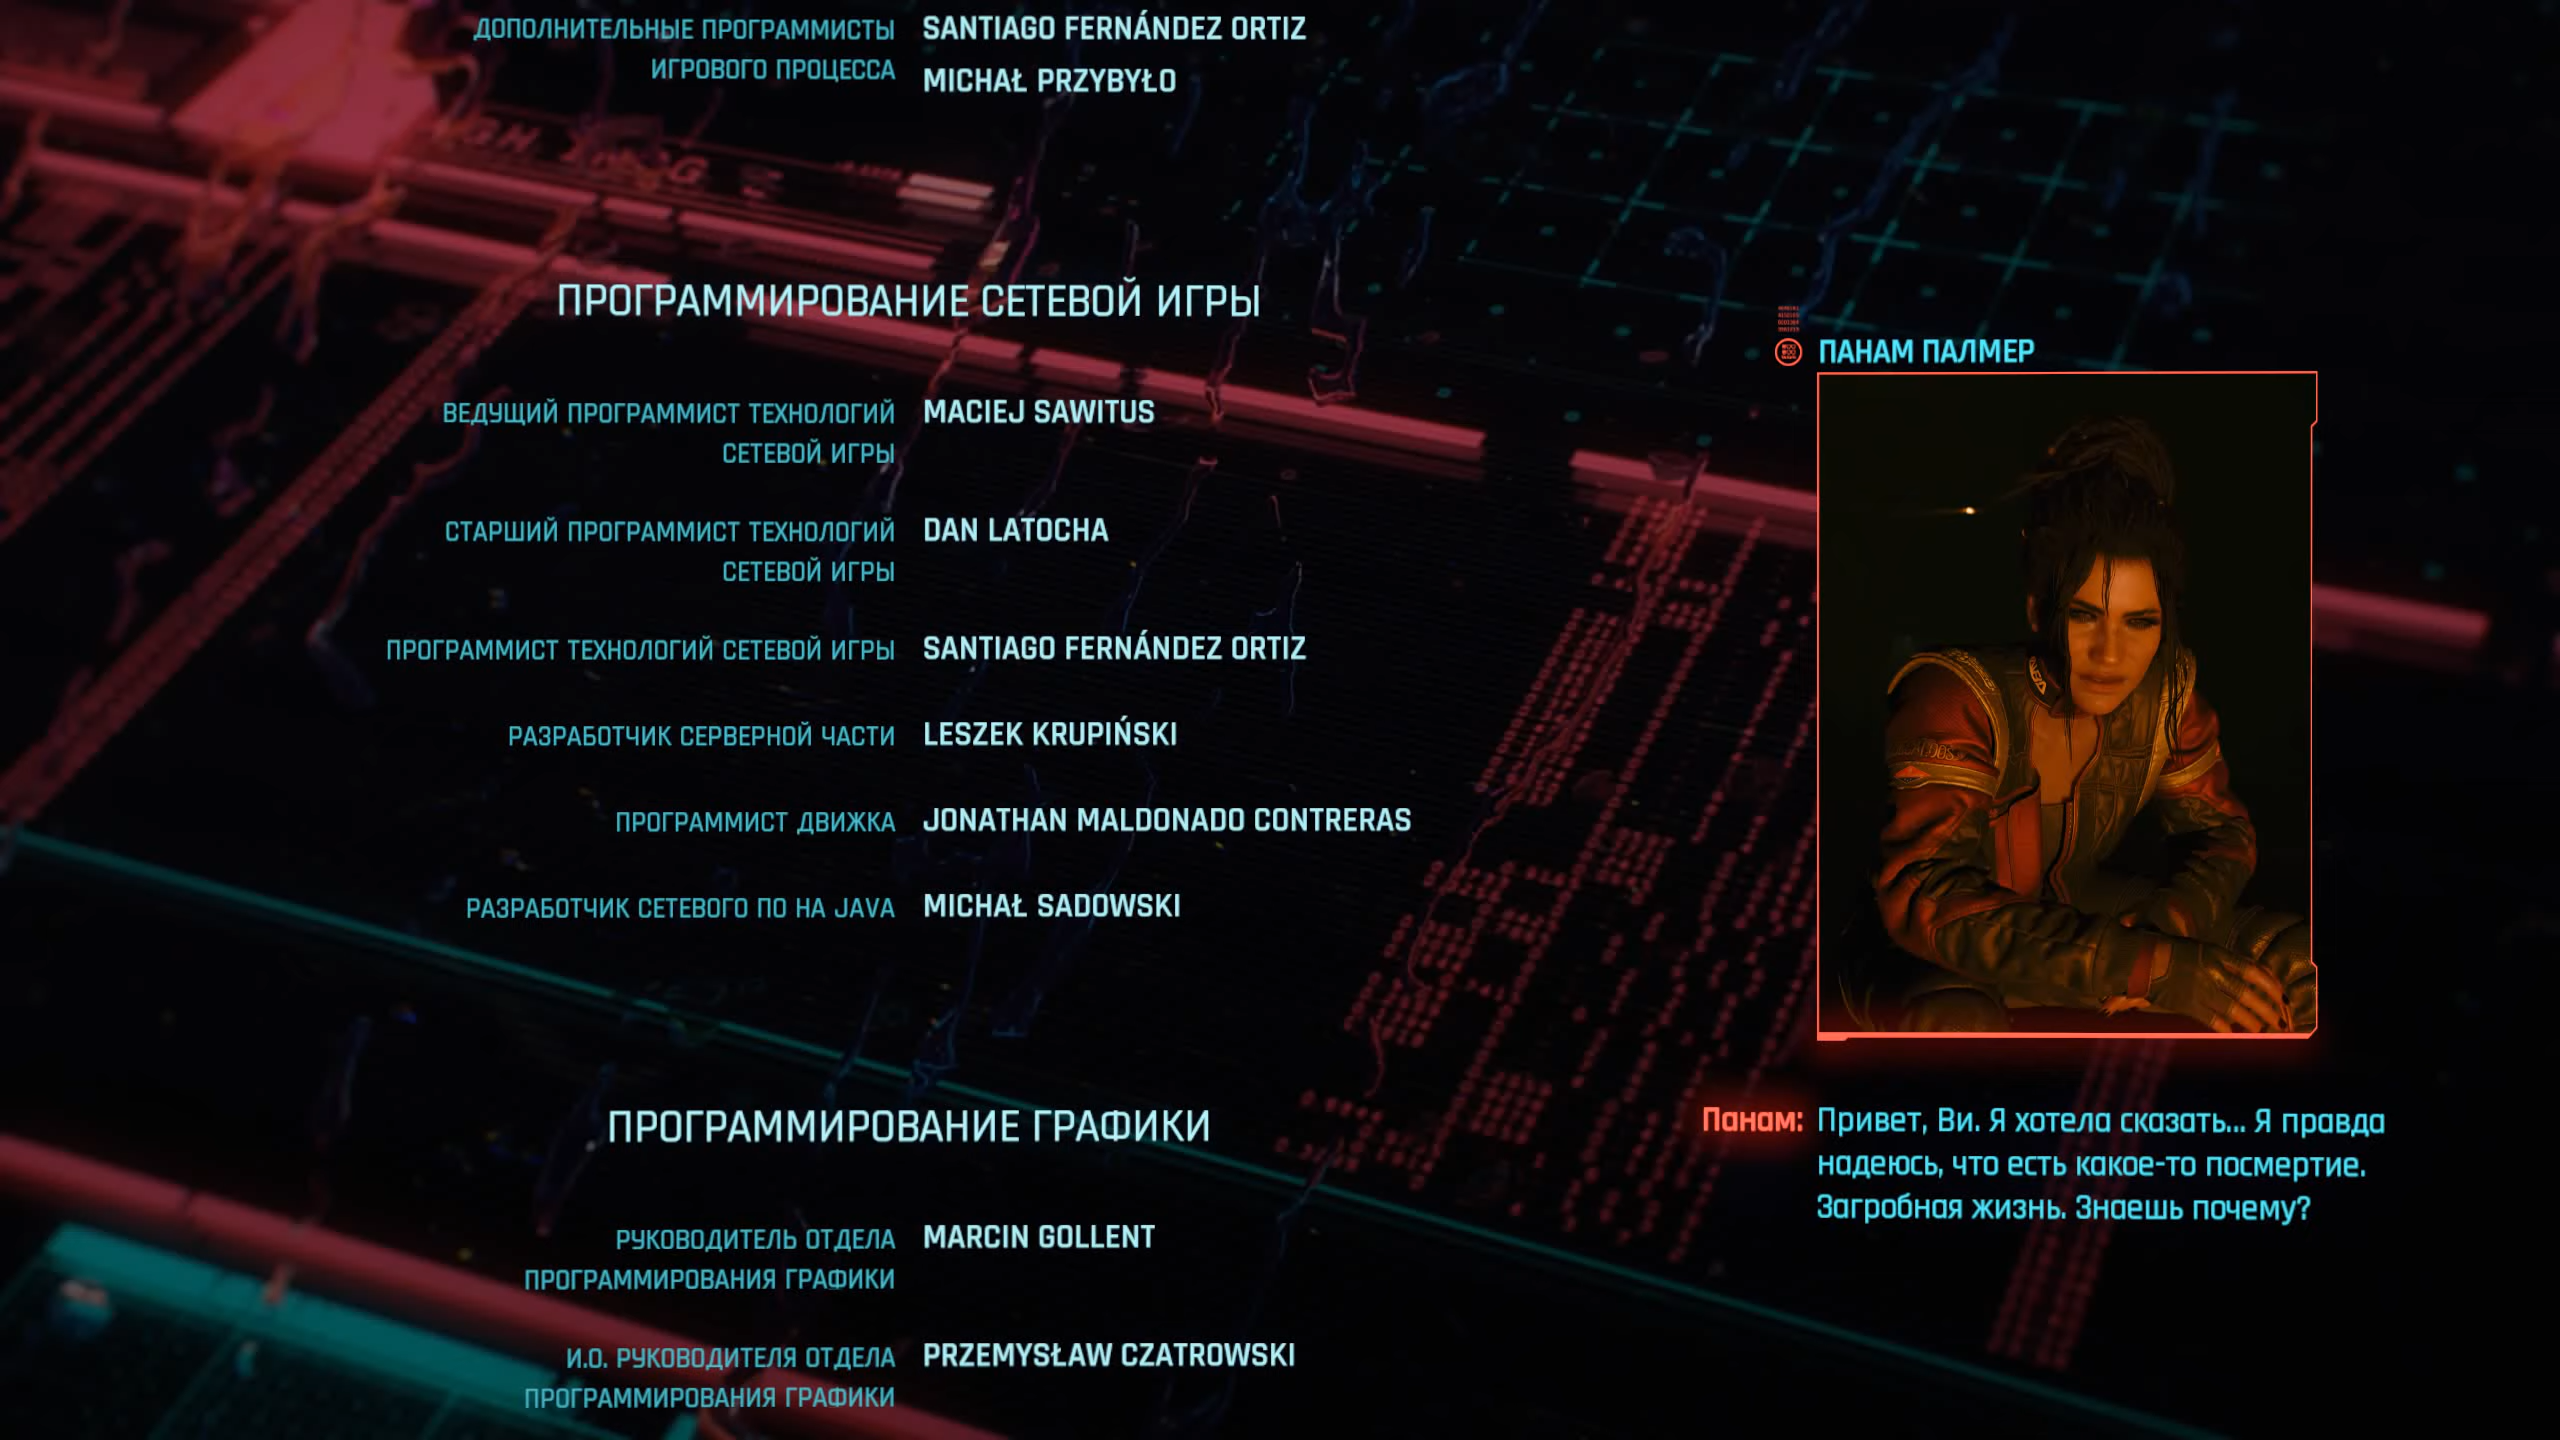 ДОПОЛНИТЕЛЬНЫЕ ПРОГРАММИСТЫ SANTIAGO FERNÁNDEZ ORTIZ
ИГРОВОГО ПРОЦЕССА MICHAŁ PRZYBYŁO
ПРОГРАММИРОВАНИЕ СЕТЕВОЙ ИГРЫ
ВЕДУЩИЙ ПРОГРАММИСТ ТЕХНОЛОГИЙ MACIEJ SAWITUS
СЕТЕВОЙ ИГРЫ
СТАРШИЙ ПРОГРАММИСТ ТЕХНОЛОГИЙ DAN LATOCHA
СЕТЕВОЙ ИГРЫ
ПРОГРАММИСТ ТЕХНОЛОГИЙ СЕТЕВОЙ ИГРЫ SANTIAGO FERNÁNDEZ ORTIZ
РАЗРАБОТЧИК СЕРВЕРНОЙ ЧАСТИ LESZEK KRUPIŃSKI
ПРОГРАММИСТ ДВИЖКА JONATHAN MALDONADO CONTRERAS
РАЗРАБОТЧИК СЕТЕВОГО ПО НА JAVA MICHAŁ SADOWSKI
ПРОГРАММИРОВАНИЕ ГРАФИКИ
РУКОВОДИТЕЛЬ ОТДЕЛА MARCIN GOLLENT
ПРОГРАММИРОВАНИЯ ГРАФИКИ
И.О. РУКОВОДИТЕЛЯ ОТДЕЛА PRZEMYSŁAW CZATROWSKI
ПРОГРАММИРОВАНИЯ ГРАФИКИ
ПАНАМ ПАЛМЕР
Панам: Привет, Ви. Я хотела сказать... Я правда
надеюсь, что есть какое-то посмертие.
Загробная жизнь. Знаешь почему?